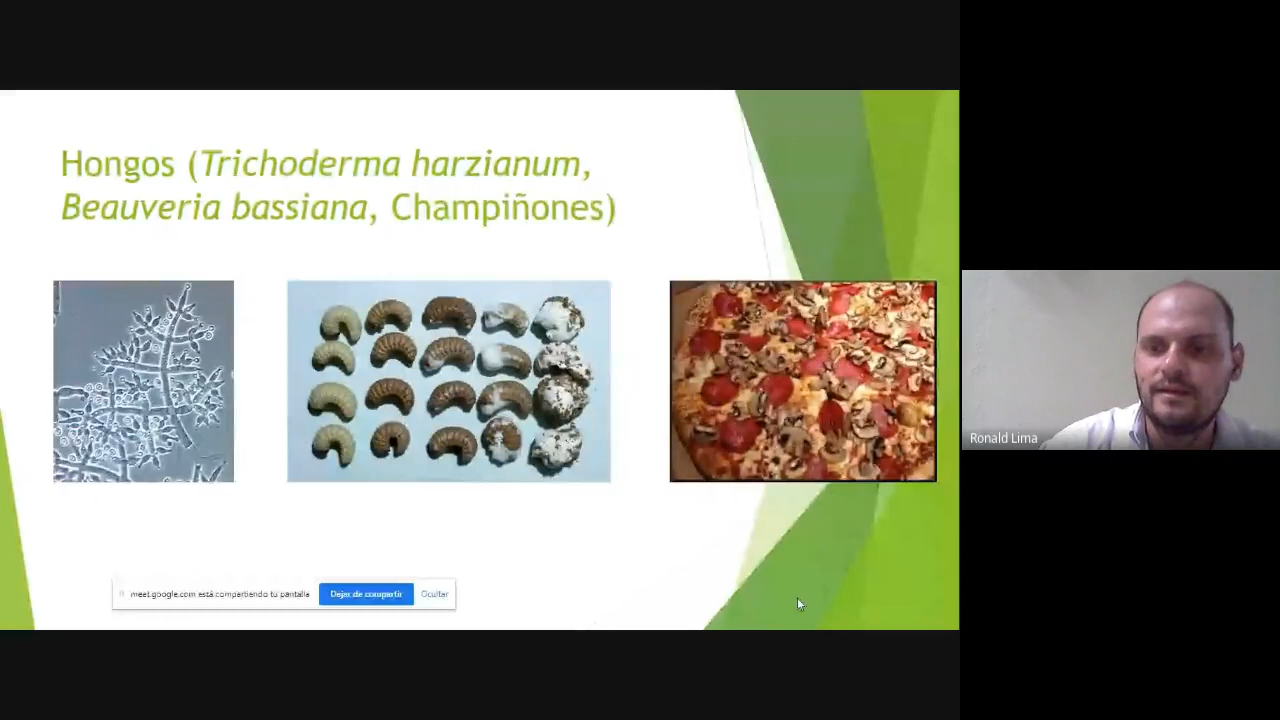 Hongos (Trichoderma harzianum,
Beauveria bassiana, Champiñones)
Ronald Lima
meet.google.com está compartiendo tu pantalla Dejar de compartir Ocultar